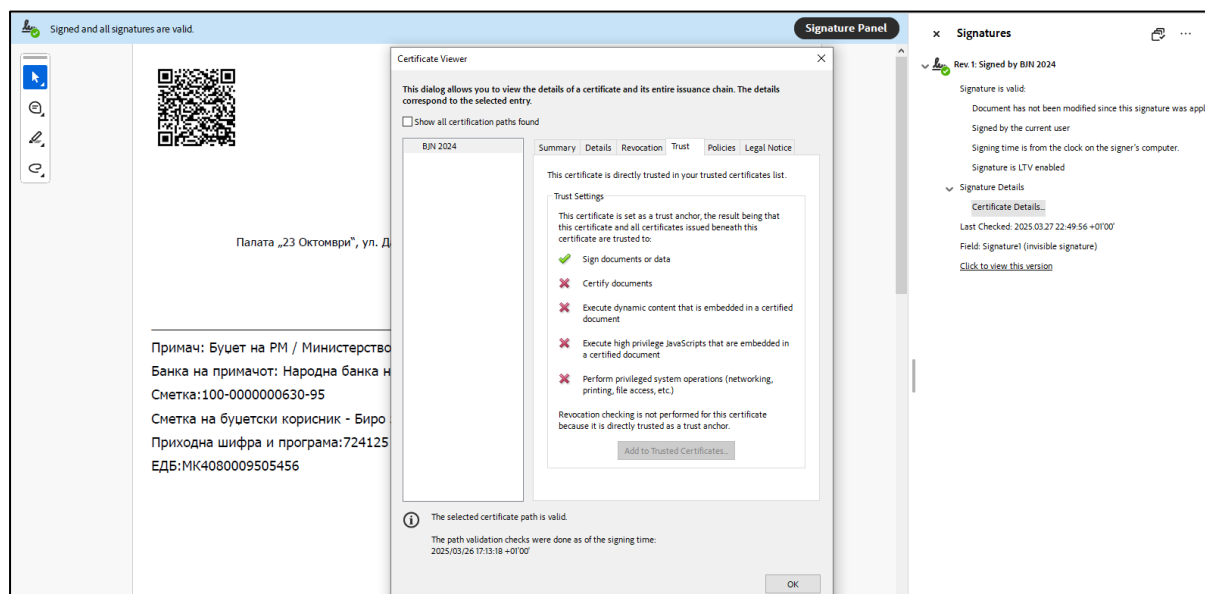 Signed and all signatures are valid.
Signature Panel
Палата „23 Октомври“, ул.
Примач: Буџет на РМ / Министерство
Банка на примачот: Народна банка
Сметка:100-0000000630-95
Сметка на буџетски корисник - Биро
Приходна шифра и програма:724125
ЕДБ:МК4080009505456
Certificate Viewer
This dialog allows you to view the details of a certificate and its entire issuance chain. The details
correspond to the selected entry.
Show all certification paths found
BJN 2024
Summary Details Revocation Trust Policies Legal Notice
This certificate is directly trusted in your trusted certificates list.
Trust Settings
This certificate is set as a trust anchor, the result being that
this certificate and all certificates issued beneath this
certificate are trusted to:
Sign documents or data
Certify documents
Execute dynamic content that is embedded in a certified
document
Execute high privilege JavaScripts that are embedded in
a certified document
Perform privileged system operations (networking,
printing, file access, etc.)
Revocation checking is not performed for this certificate
because it is directly trusted as a trust anchor.
Add to Trusted Certificates...
The selected certificate path is valid.
The path validation checks were done as of the signing time:
2025/03/26 17:13:18 +01'00'
OK
Signatures
Rev. 1: Signed by BJN 2024
Signature is valid:
Document has not been modified since this signature was
Signed by the current user
Signing time is from the clock on the signer's computer.
Signature is LTV enabled
Signature Details
Certificate Details...
Last Checked: 2025.03.27 22:49:56 +01'00'
Field: Signature1 (invisible signature)
Click to view this version